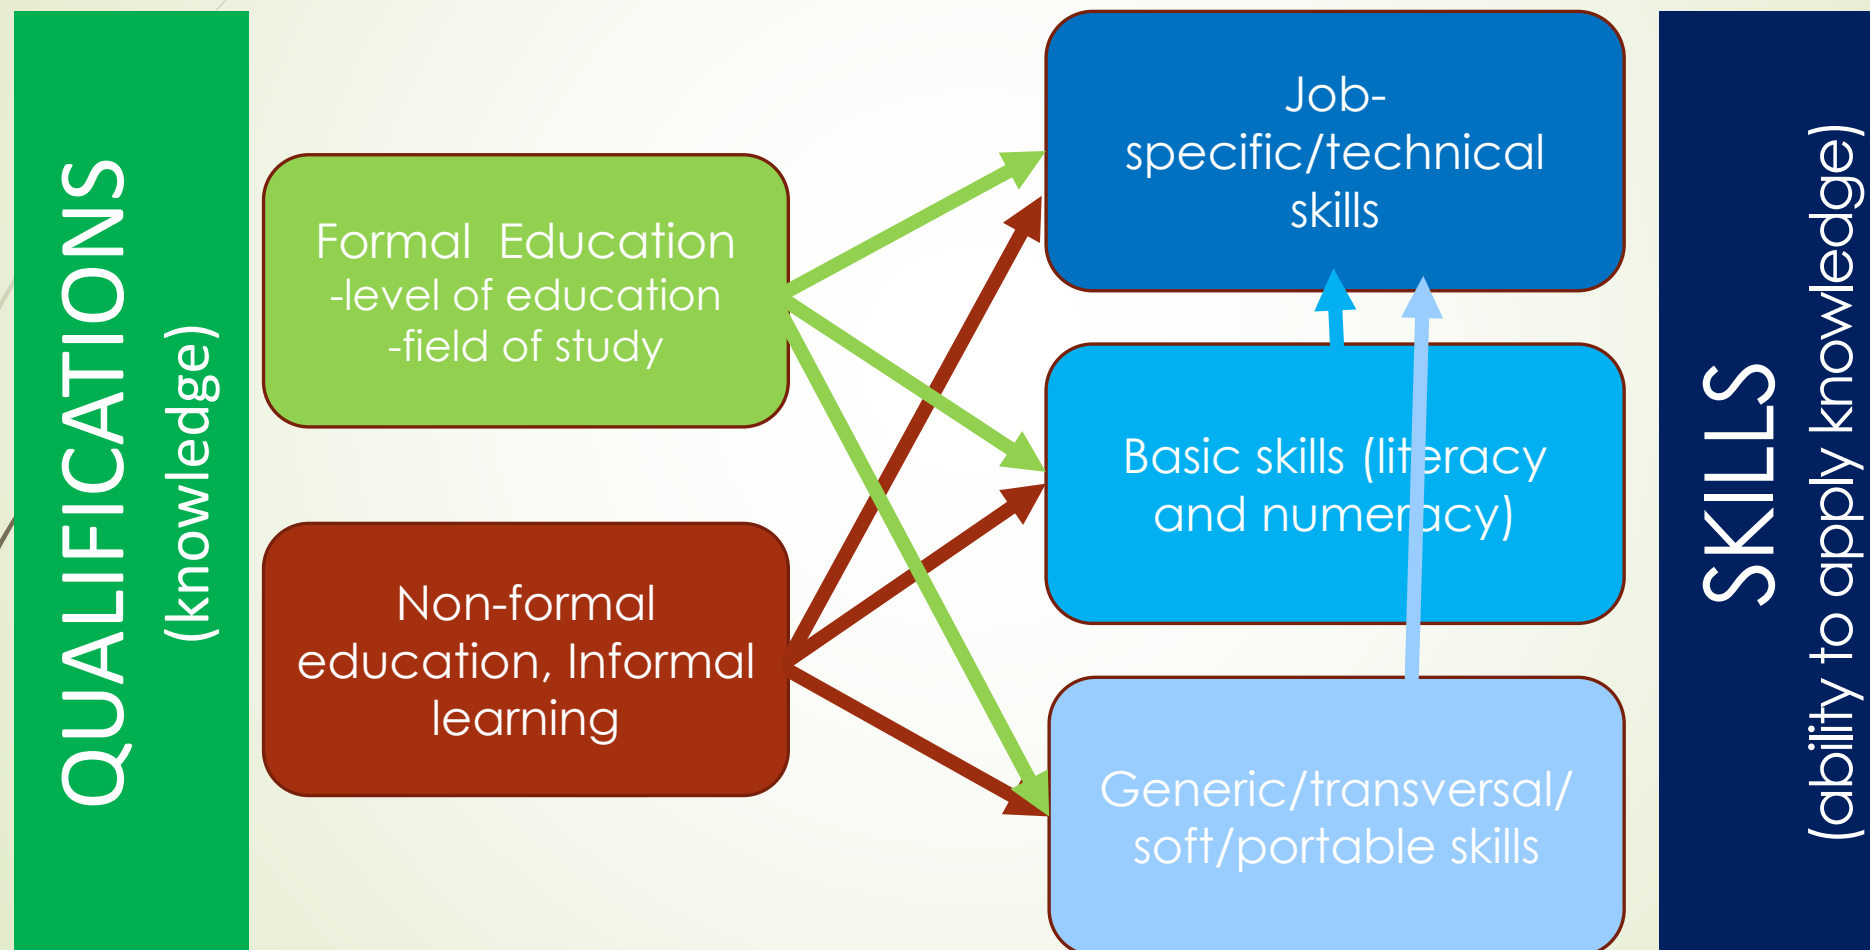 QUALIFICATIONS
(knowledge)
Formal  Education
-level of education
-field of study
Non-formal
education, Informal
learning
Job-
specific/technical
skills
Basic skills (literacy
and numeracy)
Generic/transversal/
soft/portable skills
SKILLS
(ability to apply knowledge)